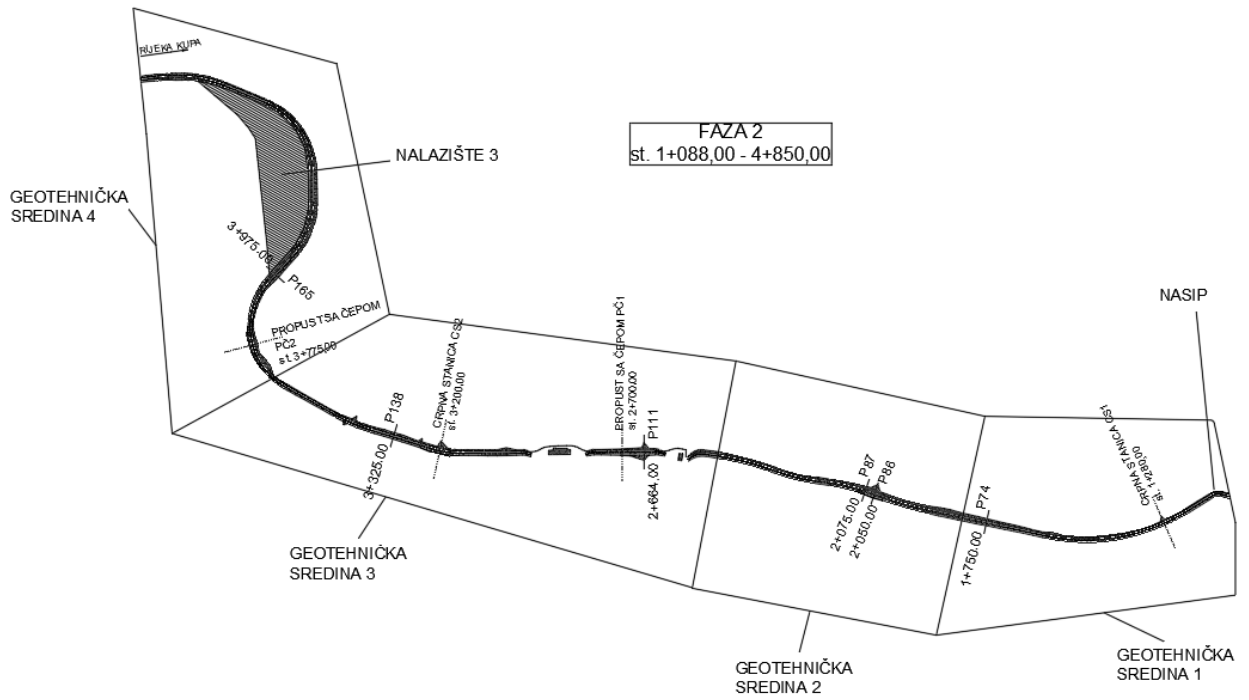 RIJEKA KUPA
FAZA 2
st. 1+088,00 - 4+850,00
NALAZIŠTE 3
GEOTEHNIČKA
SREDINA 4
3+975.00
P165
PROPUST SA ČEPOM
PČ2
st.3+775,00
NASIP
P138
3+325.00
CRPNA STANICA CS2
st. 3+200.00
PROPUST SA ČEPOM PČ1
st. 2+700.00
P111
2+664,00
P87
P88
2+075.00
2+050.00
P74
1+750.00
CRPNA STANICA CS1
st. 1+280,00
GEOTEHNIČKA
SREDINA 3
GEOTEHNIČKA
SREDINA 2
GEOTEHNIČKA
SREDINA 1